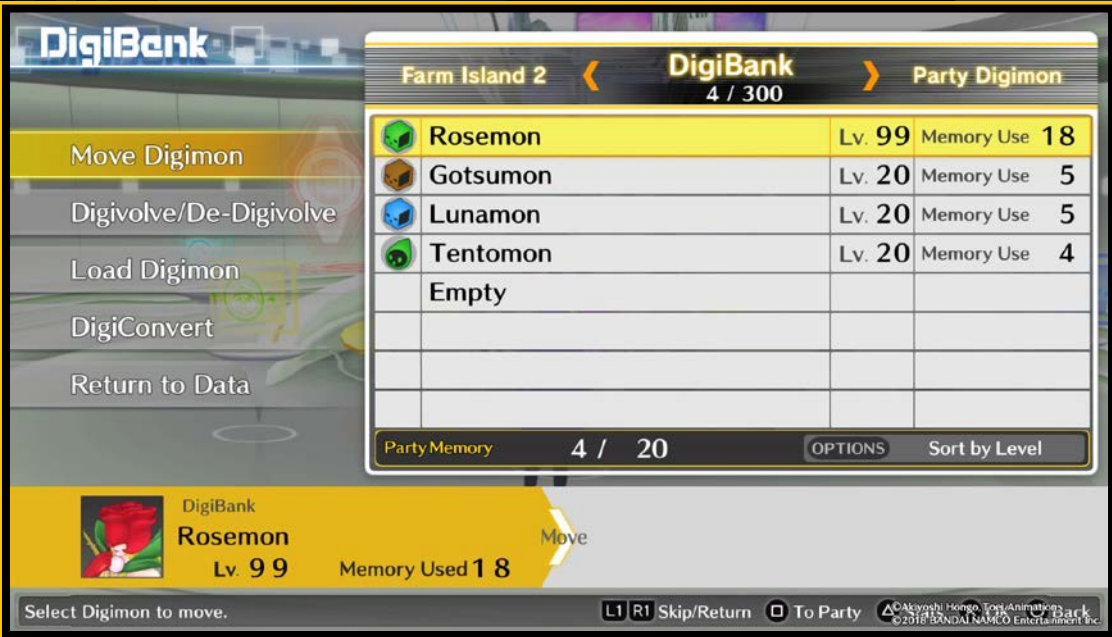 DigiBank
Farm Island 2 DigiBank Party Digimon
4 / 300
Move Digimon
Digivolve/De-Digivolve
Load Digimon
DigiConvert
Return to Data
Rosemon Lv. 99 Memory Use 18
Gotsumon Lv. 20 Memory Use 5
Lunamon Lv. 20 Memory Use 5
Tentomon Lv. 20 Memory Use 4
Empty
Party Memory 4 / 20 OPTIONS Sort by Level
DigiBank
Rosemon
Lv. 99 Memory Used 18
Move
Select Digimon to move. L1 R1 Skip/Return To Party Back
©Akiyoshi Hongo, Toei Animation
©2018 BANDAI NAMCO Entertainment Inc.